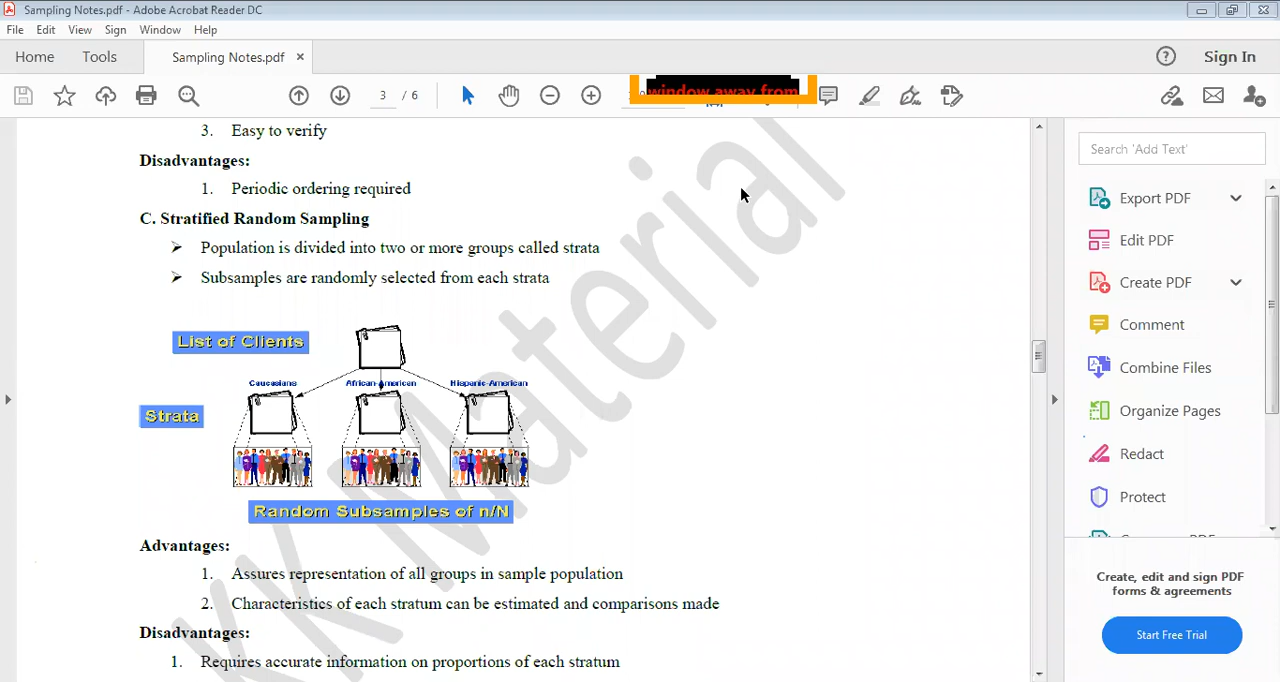 Sampling Notes.pdf - Adobe Acrobat Reader DC
File Edit View Sign Window Help
Home Tools Sampling Notes.pdf × Sign In
3 / 6 window away from
3. Easy to verify
Disadvantages:
1. Periodic ordering required
C. Stratified Random Sampling
➤ Population is divided into two or more groups called strata
➤ Subsamples are randomly selected from each strata
List of Clients
Caucasians African-American Hispanic-American
Strata
Random Subsamples of n/N
Advantages:
1. Assures representation of all groups in sample population
2. Characteristics of each stratum can be estimated and comparisons made
Disadvantages:
1. Requires accurate information on proportions of each stratum
KK Material
Search 'Add Text'
Export PDF
Edit PDF
Create PDF
Comment
Combine Files
Organize Pages
Redact
Protect
Create, edit and sign PDF
forms & agreements
Start Free Trial